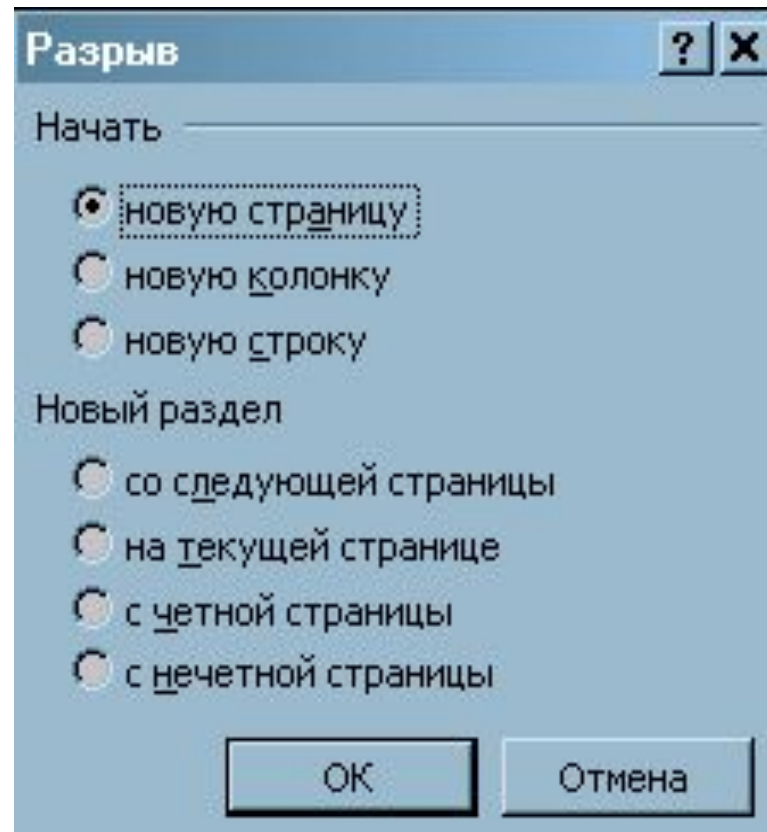 Разрыв
Начать
новую страницу
новую колонку
новую строку
Новый раздел
со следующей страницы
на текущей странице
с четной страницы
с нечетной страницы
ОК
Отмена